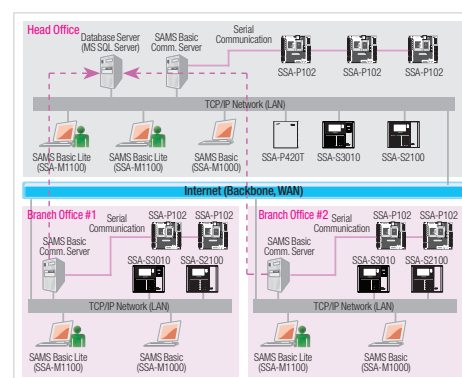 Head Office
Database Server
(MS SQL Server)
SAMS Basic
Comm. Server
Serial
Communication
SSA-P102
SSA-P102
SSA-P102
TCP/IP Network (LAN)
SAMS Basic Lite
(SSA-M1100)
SAMS Basic Lite
(SSA-M1100)
SAMS Basic
(SSA-M1000)
SSA-P420T
SSA-S3010
SSA-S2100
Internet (Backbone, WAN)
Branch Office #1
Serial
Communication
SSA-P102
SSA-P102
SAMS Basic
Comm. Server
SSA-S3010
SSA-S2100
TCP/IP Network (LAN)
SAMS Basic Lite
(SSA-M1100)
SAMS Basic
(SSA-M1000)
Branch Office #2
Serial
Communication
SSA-P102
SSA-P102
SAMS Basic
Comm. Server
SSA-S3010
SSA-S2100
TCP/IP Network (LAN)
SAMS Basic Lite
(SSA-M1100)
SAMS Basic
(SSA-M1000)